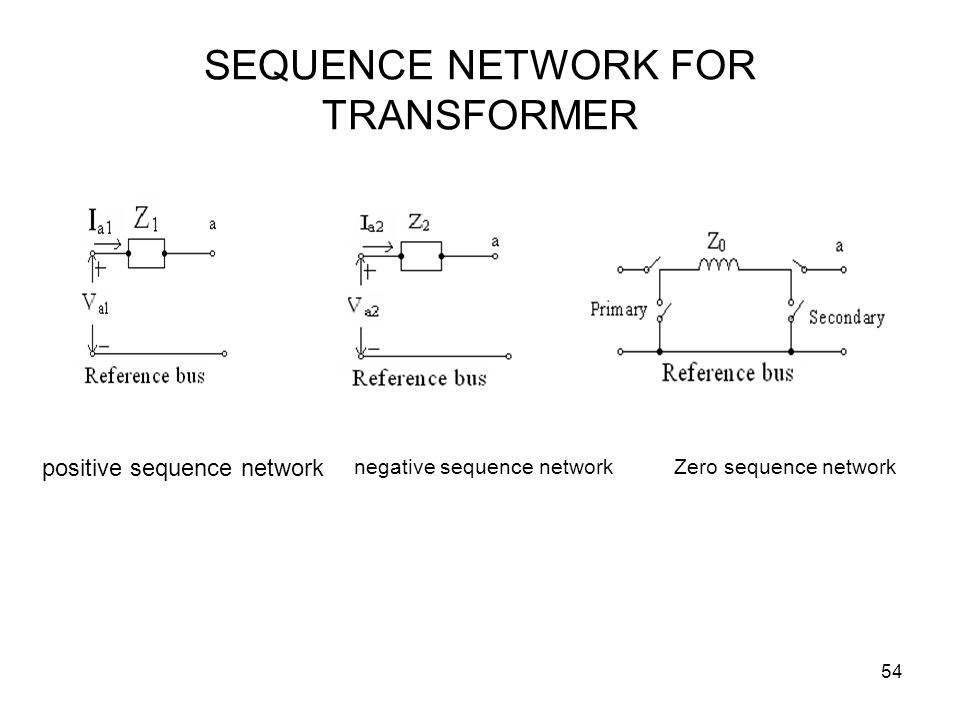 SEQUENCE NETWORK FOR
TRANSFORMER
Ia1 Z1 a
+
Va1
−
Reference bus
Ia2 Z2 a
+
Va2
−
Reference bus
Z0 a
Primary
Secondary
Reference bus
positive sequence network
negative sequence network
Zero sequence network
54